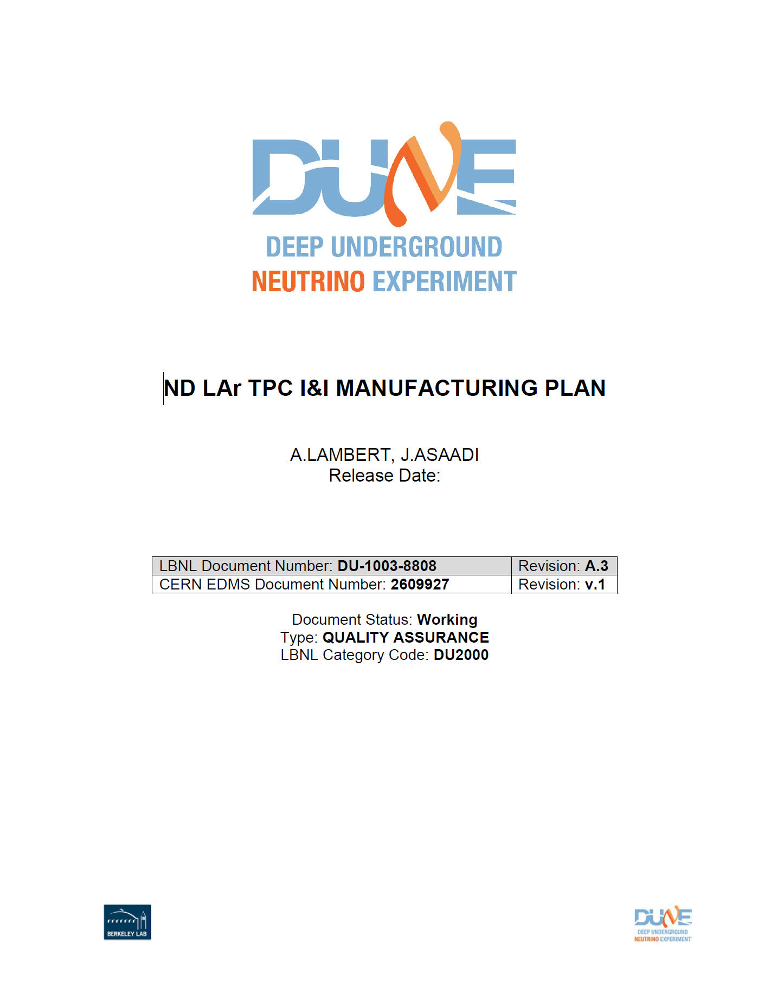 DUNE
DEEP UNDERGROUND
NEUTRINO EXPERIMENT
ND LAr TPC I&I MANUFACTURING PLAN
A.LAMBERT, J.ASAADI
Release Date:
LBNL Document Number: DU-1003-8808 Revision: A.3
CERN EDMS Document Number: 2609927 Revision: v.1
Document Status: Working
Type: QUALITY ASSURANCE
LBNL Category Code: DU2000
BERKELEY LAB
DUNE
DEEP UNDERGROUND
NEUTRINO EXPERIMENT